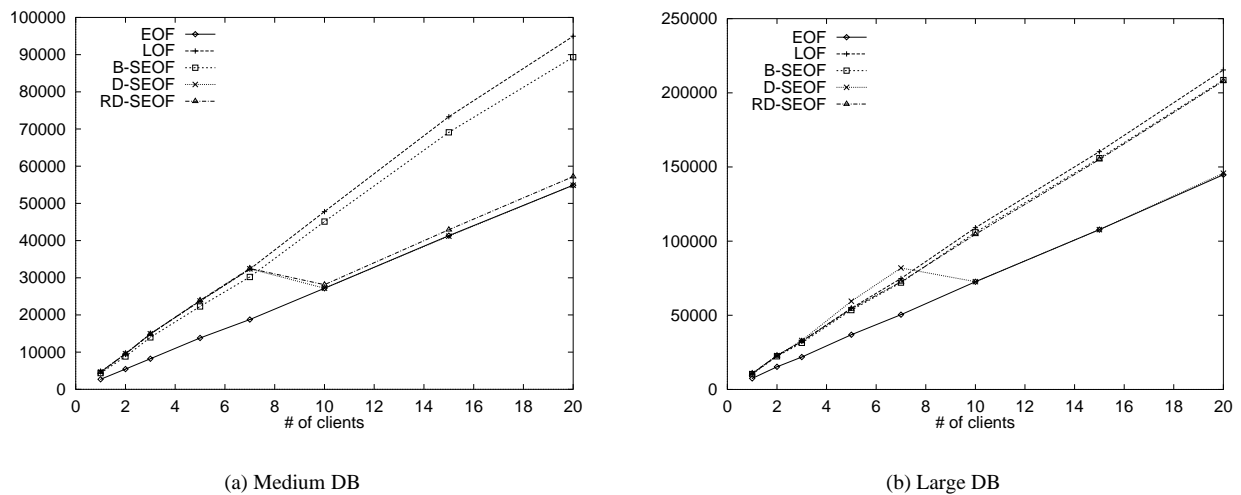 100000
90000
80000
70000
60000
50000
40000
30000
20000
10000
0
0 2 4 6 8 10 12 14 16 18 20
# of clients
EOF
LOF
B-SEOF
D-SEOF
RD-SEOF
(a) Medium DB
250000
200000
150000
100000
50000
0
0 2 4 6 8 10 12 14 16 18 20
# of clients
EOF
LOF
B-SEOF
D-SEOF
RD-SEOF
(b) Large DB